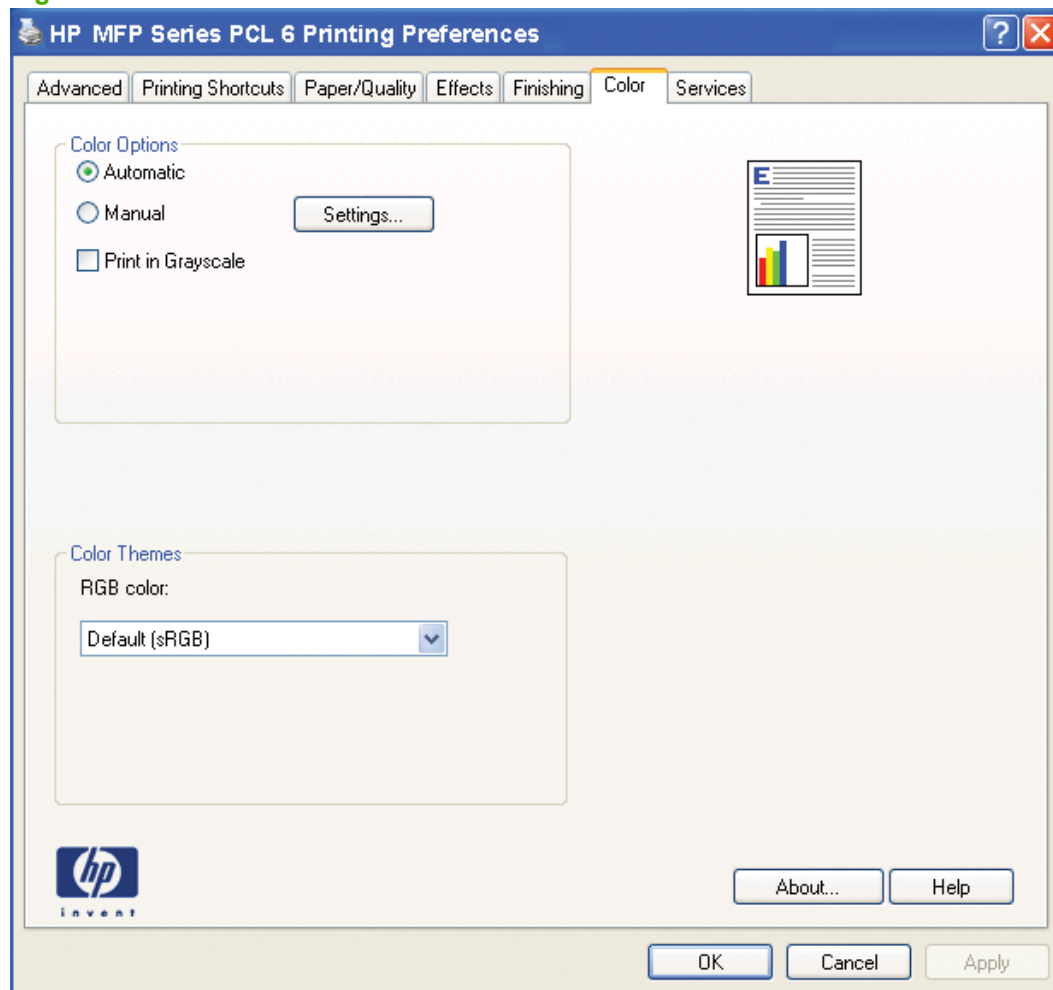 HP MFP Series PCL 6 Printing Preferences
Advanced Printing Shortcuts Paper/Quality Effects Finishing Color Services
Color Options
Automatic
Manual Settings...
Print in Grayscale
E
Color Themes
RGB color:
Default (sRGB)
hp
invent
About... Help
OK Cancel Apply